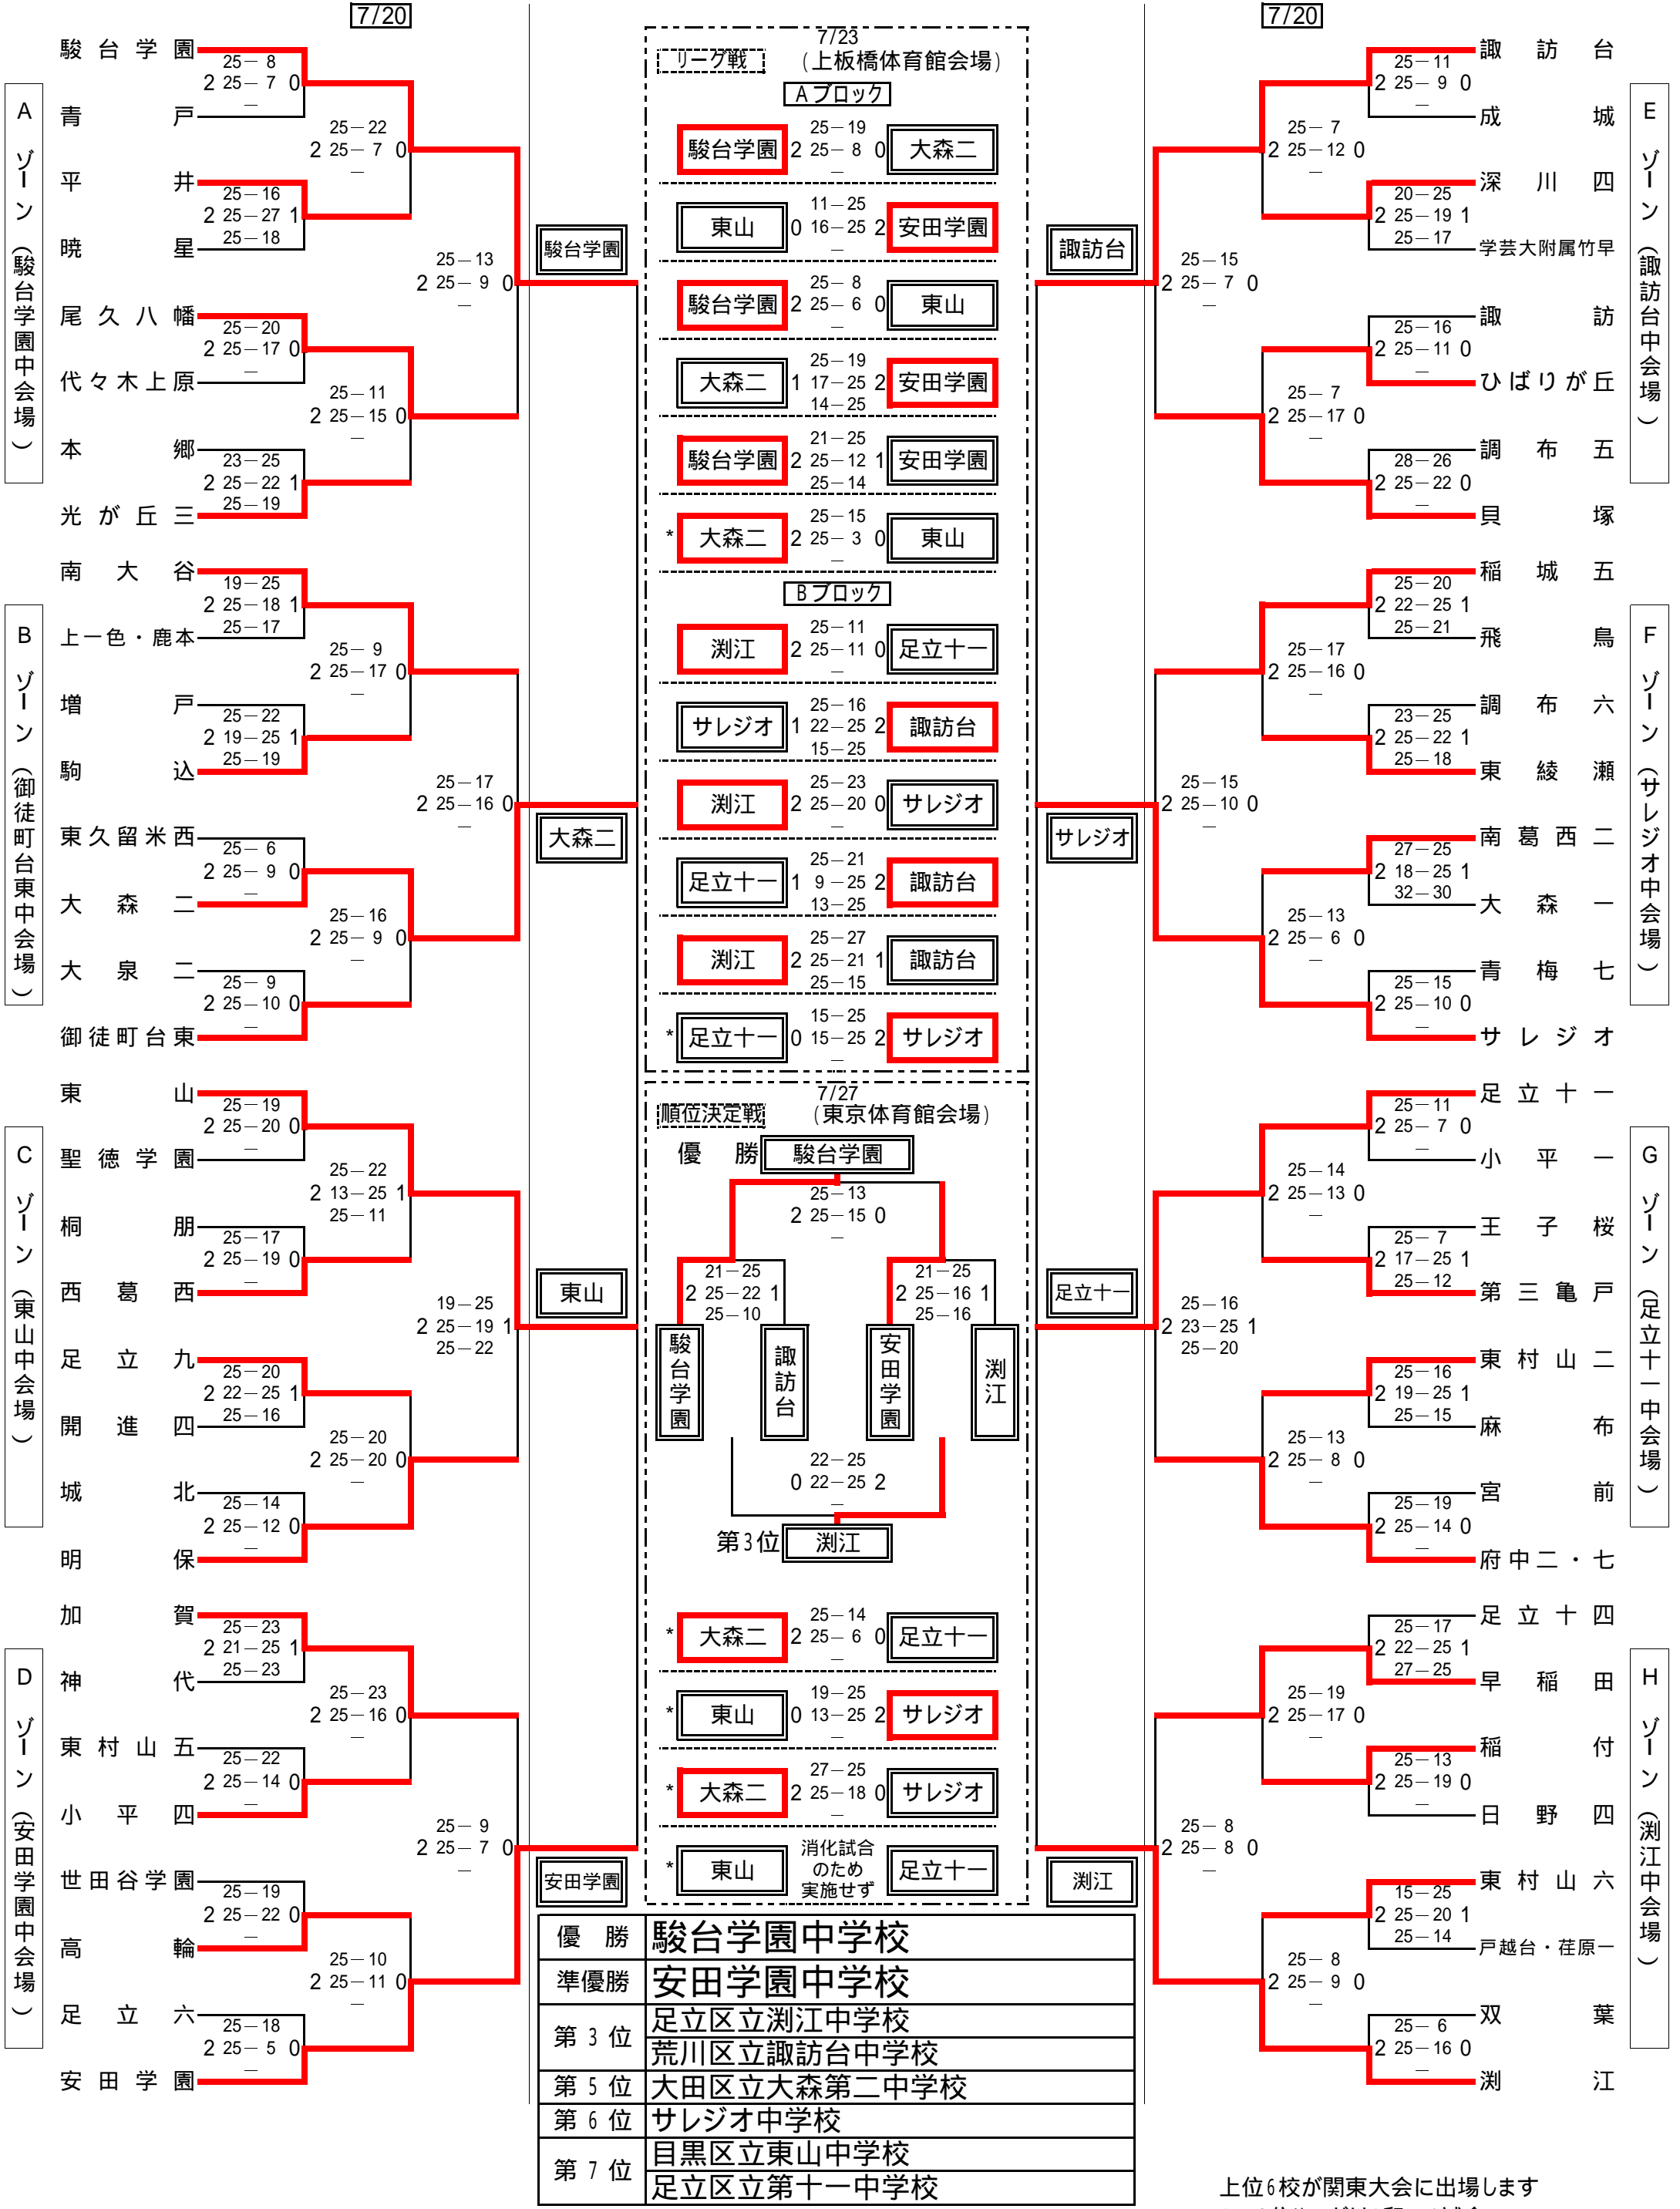 7/20
A ゾーン (駿台学園中会場)
駿台学園
25－8
2 25－7 0
－
青戸
25－22
2 25－7 0
－
平井
25－16
2 25－27 1
25－18
暁星
25－13
2 25－9 0
－
尾久八幡
25－20
2 25－17 0
－
代々木上原
25－11
2 25－15 0
－
本郷
23－25
2 25－22 1
25－19
光が丘三
駿台学園
B ゾーン (御徒町台東中会場)
南大谷
19－25
2 25－18 1
25－17
上一色・鹿本
25－9
2 25－17 0
－
増戸
25－22
2 19－25 1
25－19
駒込
25－17
2 25－16 0
－
東久留米西
25－6
2 25－9 0
－
大森二
25－16
2 25－9 0
－
大泉二
25－9
2 25－10 0
－
御徒町台東
大森二
C ゾーン (東山中会場)
東山
25－19
2 25－20 0
－
聖徳学園
25－22
2 13－25 1
25－11
桐朋
25－17
2 25－19 0
－
西葛西
19－25
2 25－19 1
25－22
足立九
25－20
2 22－25 1
25－16
開進四
25－20
2 25－20 0
－
城北
25－14
2 25－12 0
－
明保
東山
D ゾーン (安田学園中会場)
加賀
25－23
2 21－25 1
25－23
神代
25－23
2 25－16 0
－
東村山五
25－22
2 25－14 0
－
小平四
25－9
2 25－7 0
－
世田谷学園
25－19
2 25－22 0
－
高輪
25－10
2 25－11 0
－
足立六
25－18
2 25－5 0
－
安田学園
安田学園
7/23
リーグ戦 (上板橋体育館会場)
Aブロック
25－19
駿台学園 2 25－8 0 大森二
－
11－25
東山 0 16－25 2 安田学園
－
25－8
駿台学園 2 25－6 0 東山
－
25－19
大森二 1 17－25 2 安田学園
14－25
21－25
駿台学園 2 25－12 1 安田学園
25－14
25－15
* 大森二 2 25－3 0 東山
－
Bブロック
25－11
渕江 2 25－11 0 足立十一
－
25－16
サレジオ 1 22－25 2 諏訪台
15－25
25－23
渕江 2 25－20 0 サレジオ
－
25－21
足立十一 1 9－25 2 諏訪台
13－25
25－27
渕江 2 25－21 1 諏訪台
25－15
15－25
* 足立十一 0 15－25 2 サレジオ
－
7/27
順位決定戦 (東京体育館会場)
優勝 駿台学園
25－13
2 25－15 0
－
21－25
2 25－22 1
25－10
21－25
2 25－16 1
25－16
駿台学園
諏訪台
安田学園
渕江
22－25
0 22－25 2
－
第3位 渕江
25－14
* 大森二 2 25－6 0 足立十一
－
19－25
* 東山 0 13－25 2 サレジオ
－
27－25
* 大森二 2 25－18 0 サレジオ
－
* 東山 消化試合 足立十一
のため
実施せず
優勝 駿台学園中学校
準優勝 安田学園中学校
第3位 足立区立渕江中学校
荒川区立諏訪台中学校
第5位 大田区立大森第二中学校
第6位 サレジオ中学校
第7位 目黒区立東山中学校
足立区立第十一中学校
7/20
E ゾーン (諏訪台中会場)
諏訪台
諏訪台
25－11
2 25－9 0
－
成城
25－7
2 25－12 0
－
深川四
20－25
2 25－19 1
25－17
学芸大附属竹早
25－15
2 25－7 0
－
諏訪
25－16
2 25－11 0
－
ひばりが丘
25－7
2 25－17 0
－
調布五
28－26
2 25－22 0
－
貝塚
F ゾーン (サレジオ中会場)
サレジオ
稲城五
25－20
2 22－25 1
25－21
飛鳥
25－17
2 25－16 0
－
調布六
23－25
2 25－22 1
25－18
東綾瀬
25－15
2 25－10 0
－
南葛西二
27－25
2 18－25 1
32－30
大森一
25－13
2 25－6 0
－
青梅七
25－15
2 25－10 0
－
サレジオ
G ゾーン (足立十一中会場)
足立十一
足立十一
25－11
2 25－7 0
－
小平一
25－14
2 25－13 0
－
王子桜
25－7
2 17－25 1
25－12
第三亀戸
25－16
2 23－25 1
25－20
東村山二
25－16
2 19－25 1
25－15
麻布
25－13
2 25－8 0
－
宮前
25－19
2 25－14 0
－
府中二・七
H ゾーン (渕江中会場)
渕江
足立十四
25－17
2 22－25 1
27－25
早稲田
25－19
2 25－17 0
－
稲付
25－13
2 25－19 0
－
日野四
25－8
2 25－8 0
－
東村山六
15－25
2 25－20 1
25－14
戸越台・荏原一
25－8
2 25－9 0
－
双葉
25－6
2 25－16 0
－
渕江
上位6校が関東大会に出場します